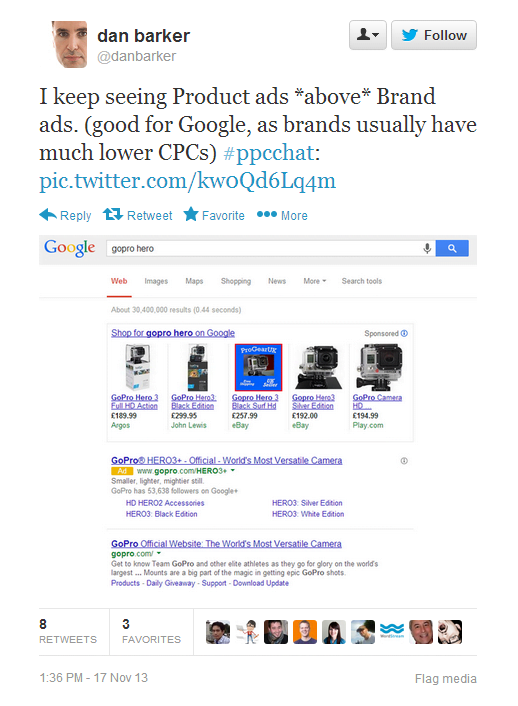 dan barker
@danbarker
Follow
I keep seeing Product ads *above* Brand
ads. (good for Google, as brands usually have
much lower CPCs) #ppcchat:
pic.twitter.com/kw0Qd6Lq4m
Reply Retweet Favorite More
Google gopro hero
Web Images Maps Shopping News More Search tools
About 30,400,000 results (0.44 seconds)
Shop for gopro hero on Google Sponsored
ProGearUK
GoPro Hero 3 GoPro Hero3: Gopro Hero 3 GoPro Hero3 GoPro Camera
Full HD Action Black Edition Black Surf Hd Silver Edition HD ...
£189.99 £299.95 £257.99 £192.00 £194.99
Argos John Lewis eBay eBay Play.com
GoPro® HERO3+ - Official - World's Most Versatile Camera
Ad www.gopro.com/HERO3+
Smaller, lighter, mightier still.
GoPro has 53,638 followers on Google+
HD HERO2 Accessories HERO3: Silver Edition
HERO3: Black Edition HERO3: White Edition
GoPro Official Website: The World's Most Versatile Camera
gopro.com/
Get to know Team GoPro and other elite athletes as they go for glory on the world's
largest ... Mounts are a big part of the magic in getting epic GoPro shots.
Products - Daily Giveaway - Support - Download Update
8 3
RETWEETS FAVORITES
1:36 PM - 17 Nov 13 Flag media